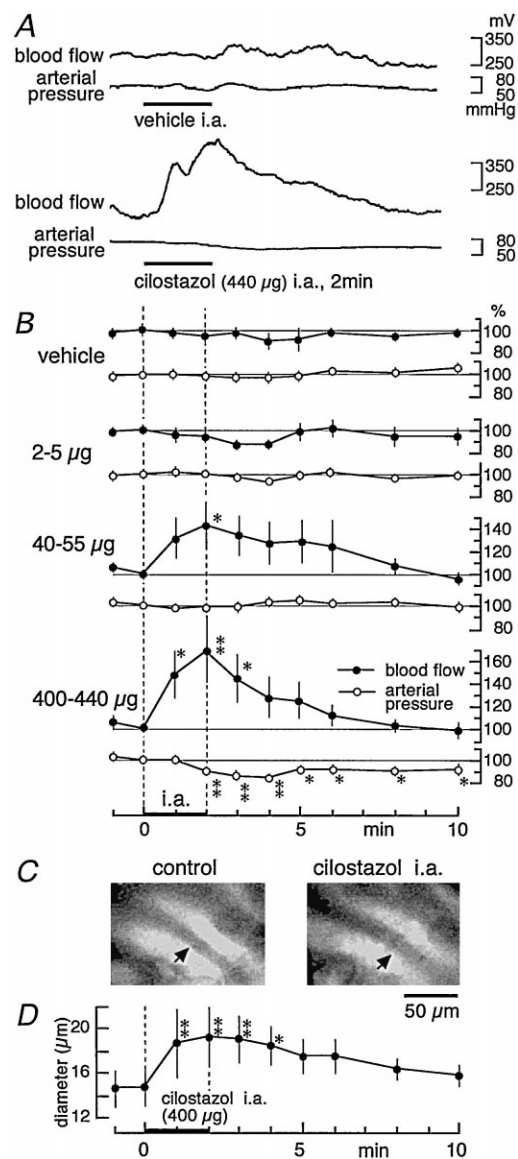 A
mV
350
250
blood flow
arterial
pressure
80
50
mmHg
vehicle i.a.
350
250
blood flow
arterial
pressure
80
50
cilostazol (440 µg) i.a., 2min
B
%
100
80
vehicle
100
80
100
80
2-5 µg
100
80
140
120
100
40-55 µg
*
100
80
160
140
120
100
400-440 µg
* ** *
blood flow
arterial
pressure
100
80
** ** ** * * * *
i.a.
0 5 min 10
C
control
cilostazol i.a.
50 µm
D
diameter (µm)
20
16
12
** ** ** *
cilostazol i.a.
(400 µg)
0 5 min 10